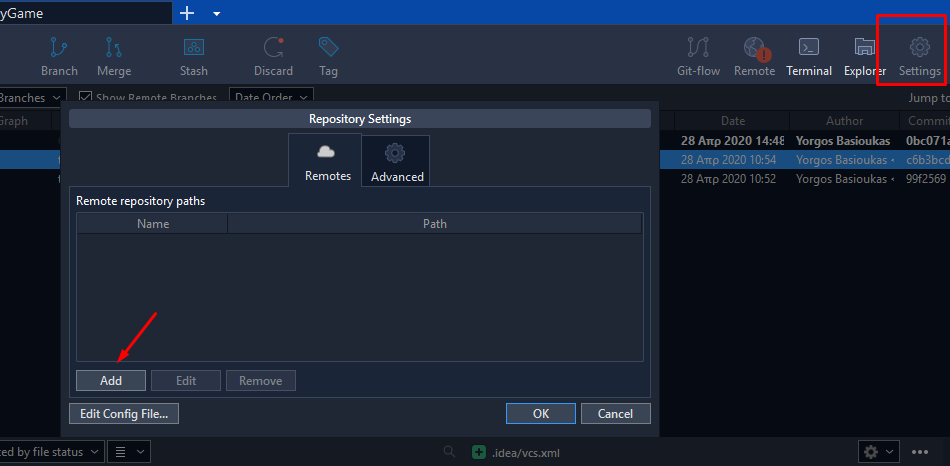 yGame
Branch Merge Stash Discard Tag Git-flow Remote Terminal Explorer Settings
Branches Show Remote Branches Date Order Jump to
Graph Date Author Commit
Repository Settings
28 Απρ 2020 14:48 Yorgos Basioukas 0bc071a
28 Απρ 2020 10:54 Yorgos Basioukas < c6b3bcd
28 Απρ 2020 10:52 Yorgos Basioukas < 99f2569
Remotes Advanced
Remote repository paths
Name Path
Add Edit Remove
Edit Config File... OK Cancel
ted by file status .idea/vcs.xml